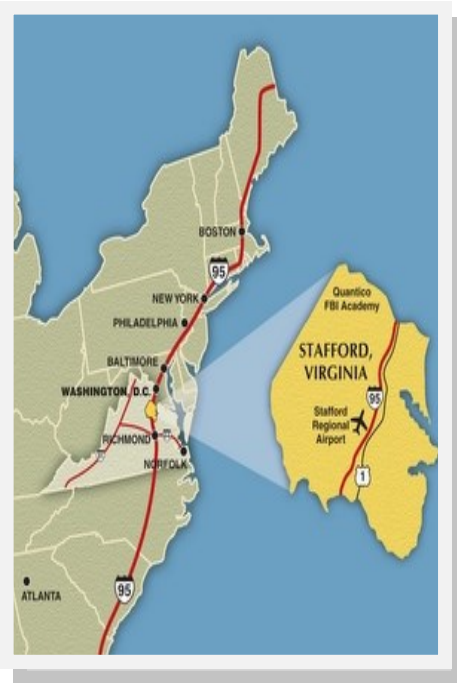 BOSTON
95
NEW YORK
PHILADELPHIA
BALTIMORE
WASHINGTON, D.C.
RICHMOND
NORFOLK
ATLANTA
95
Quantico
FBI Academy
STAFFORD,
VIRGINIA
95
Stafford
Regional
Airport
1